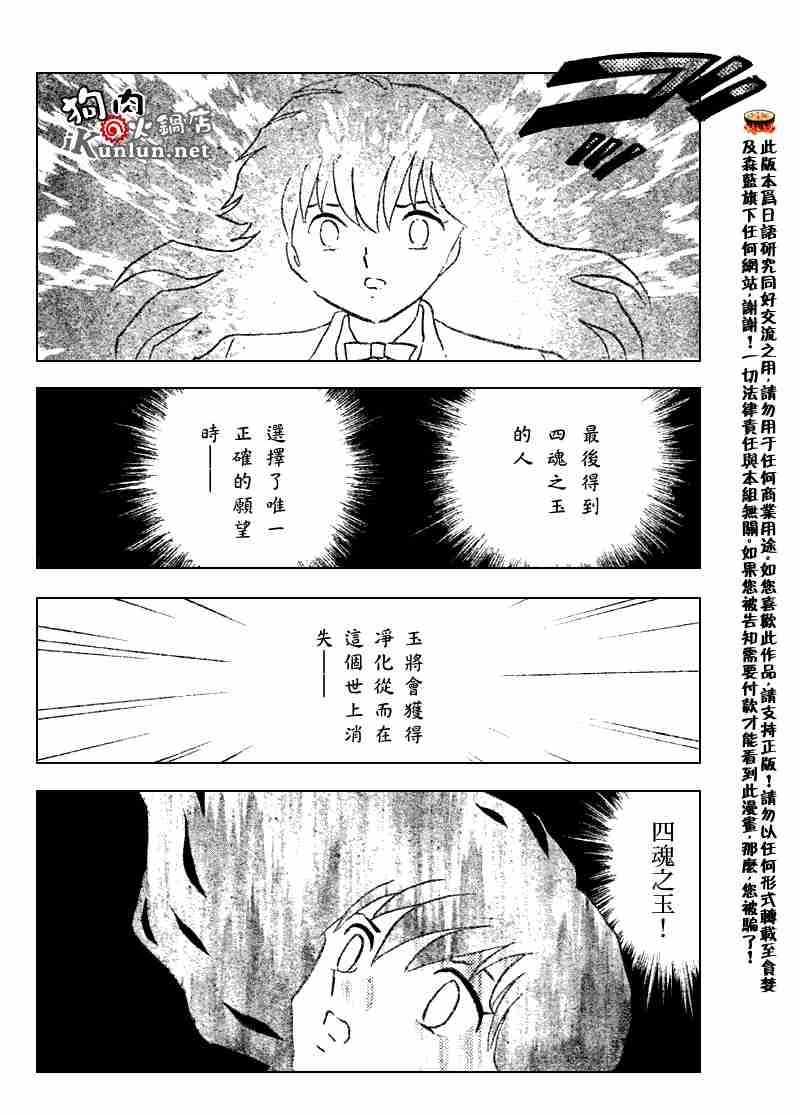 狗肉
火鍋店
iKunlun.net
最後得到
四魂之玉
的人
選擇了唯一
正確的願望
時——
玉將會獲得
淨化從而在
這個世上消
失——
四魂之玉！
此版本爲日語研究同好交流之用，請勿用于任何商業用途。如您喜歡此作品，請支持正版！請勿以任何形式轉載至貪婪
及森藍旗下任何網站，謝謝！一切法律責任與本組無關。如果您被告知需要付款才能看到此漫畫，那麼，您被騙了！